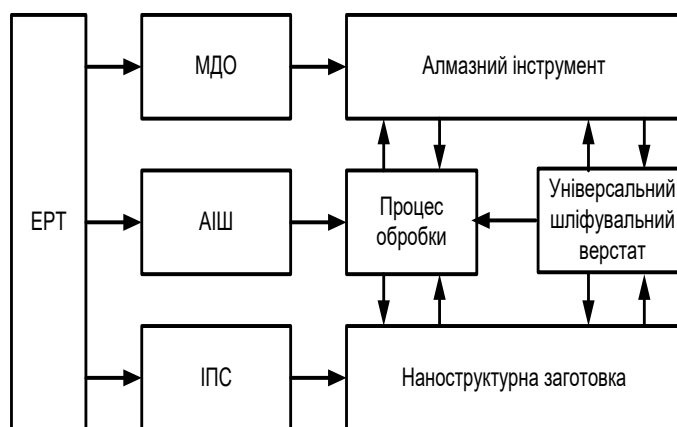 МДО
Алмазний інструмент
ЕРТ
АІШ
Процес
обробки
Універсальний
шліфувальний
верстат
ІПС
Наноструктурна заготовка